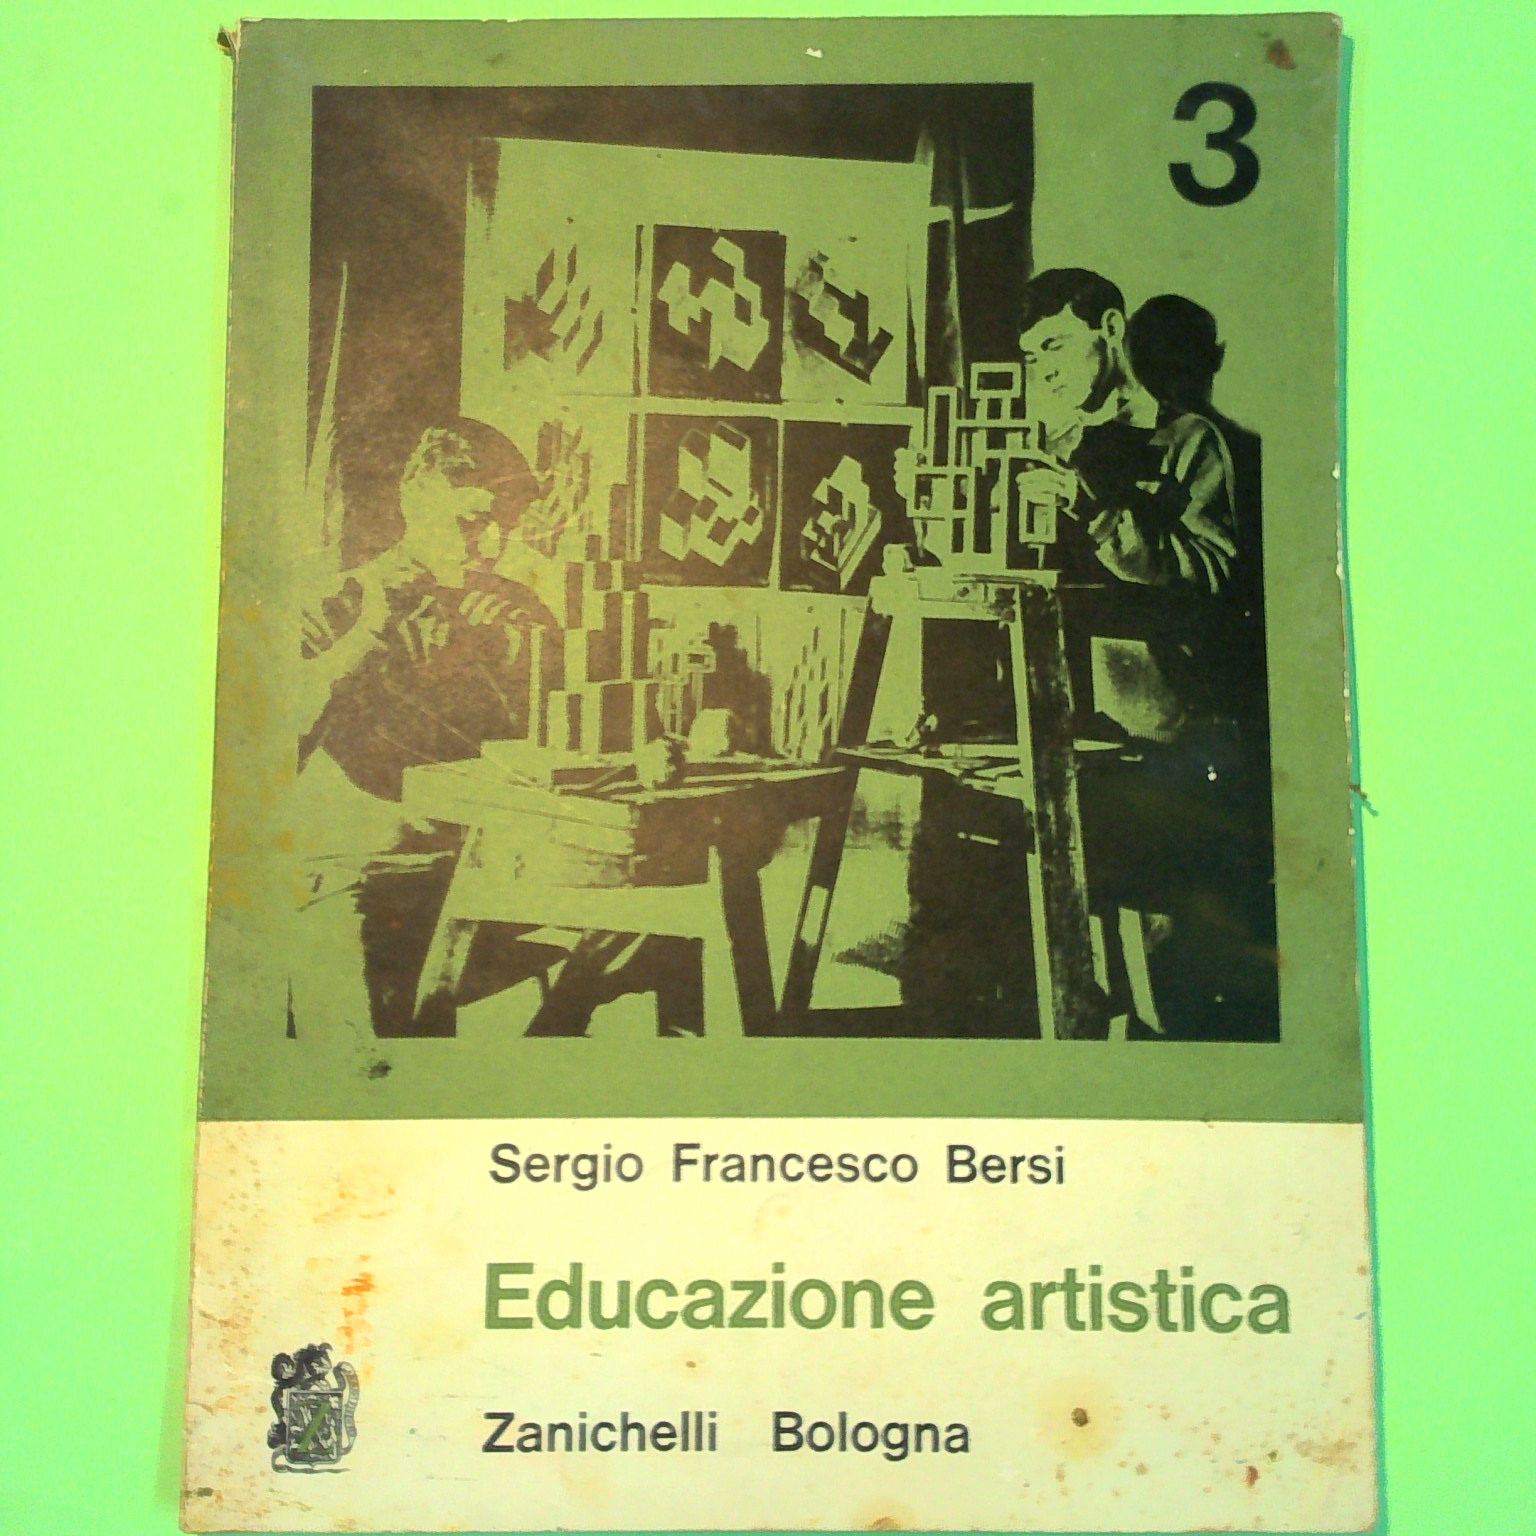 3
Sergio Francesco Bersi
Educazione artistica
Zanichelli Bologna